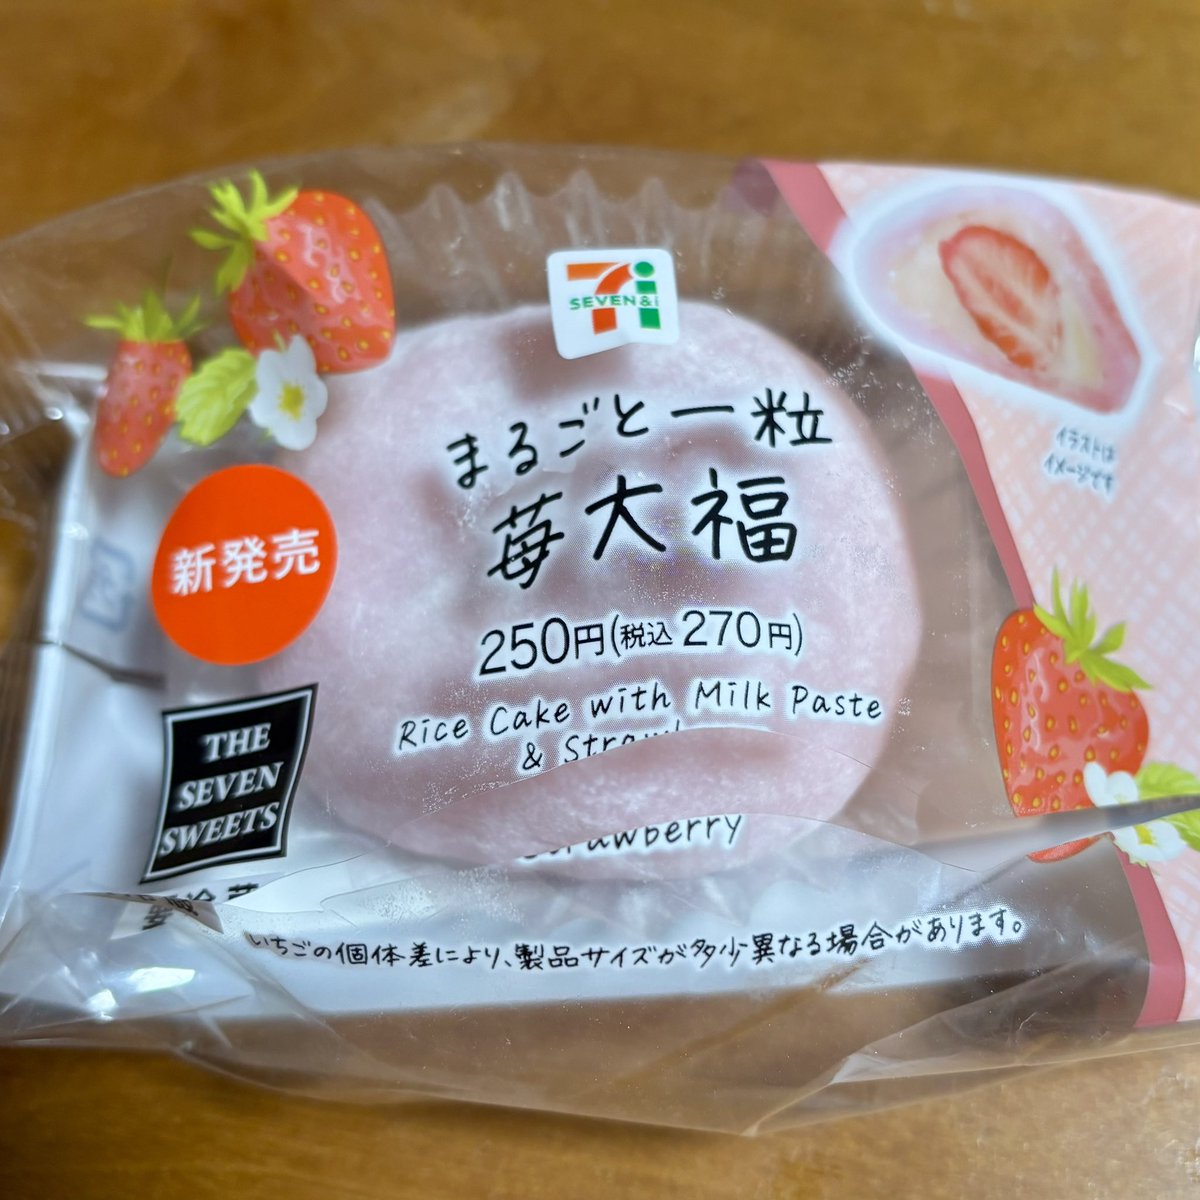 SEVEN&i
まるごと一粒
苺大福
新発売
250円(税込 270円)
Rice Cake with Milk Paste
& Strawberry
THE
SEVEN
SWEETS
イラストは
イメージです
いちごの個体差により、製品サイズが多少異なる場合があります。